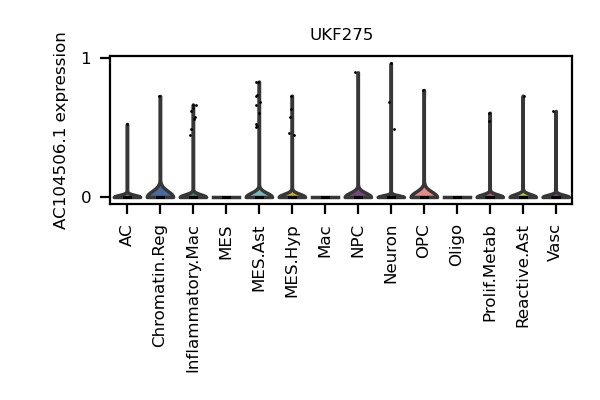 UKF275
AC104506.1 expression
1
0
AC
Chromatin.Reg
Inflammatory.Mac
MES
MES.Ast
MES.Hyp
Mac
NPC
Neuron
OPC
Oligo
Prolif.Metab
Reactive.Ast
Vasc